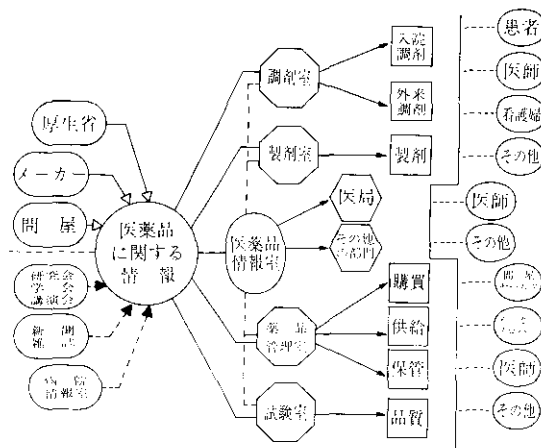 厚生省
メーカー
問屋
研究会
学会
講演会
新聞
雑誌
情報室
医薬品
に関する
情報
調剤室
製剤室
医薬品
情報室
薬品
管理室
試験室
入院
調剤
外来
調剤
製剤
医局
その他
の部門
購買
供給
保管
品質
患者
医師
看護婦
その他
医師
その他
問屋
医師
その他